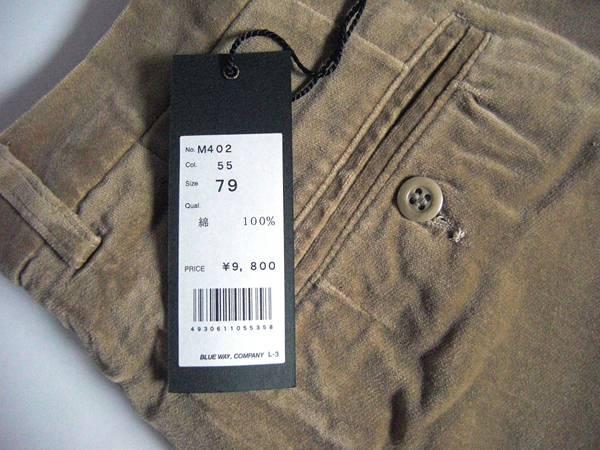 No. M402
Col. 55
Size 79
Qual.
綿 100%
PRICE ¥9,800
4930611055358
BLUE WAY, COMPANY L-3